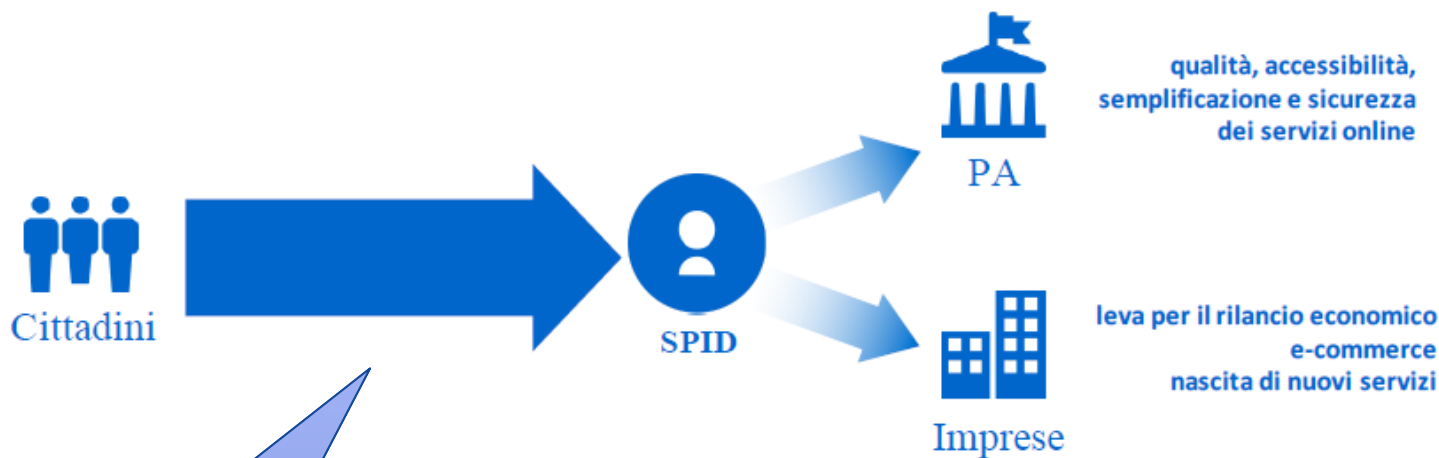 qualità, accessibilità,
semplificazione e sicurezza
dei servizi online
PA
Cittadini
SPID
leva per il rilancio economico
e-commerce
nascita di nuovi servizi
Imprese